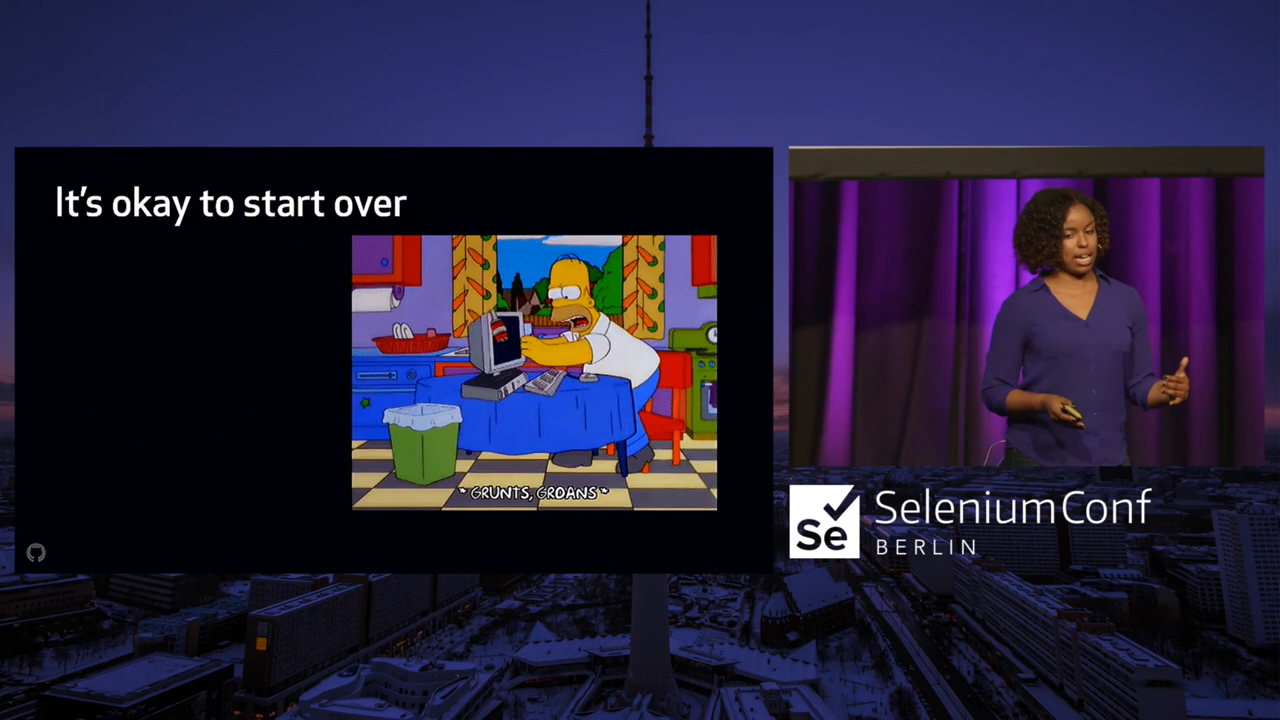 It's okay to start over
* GRUNTS, GROANS *
Se
SeleniumConf
BERLIN